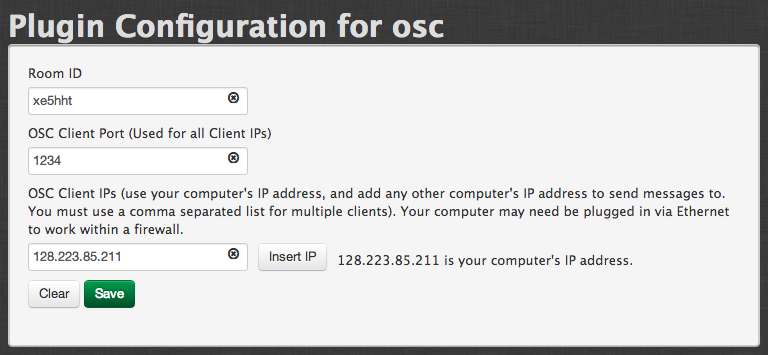 Plugin Configuration for osc
Room ID
xe5hht
OSC Client Port (Used for all Client IPs)
1234
OSC Client IPs (use your computer's IP address, and add any other computer's IP address to send messages to.
You must use a comma separated list for multiple clients). Your computer may need be plugged in via Ethernet
to work within a firewall.
128.223.85.211 Insert IP 128.223.85.211 is your computer's IP address.
Clear Save